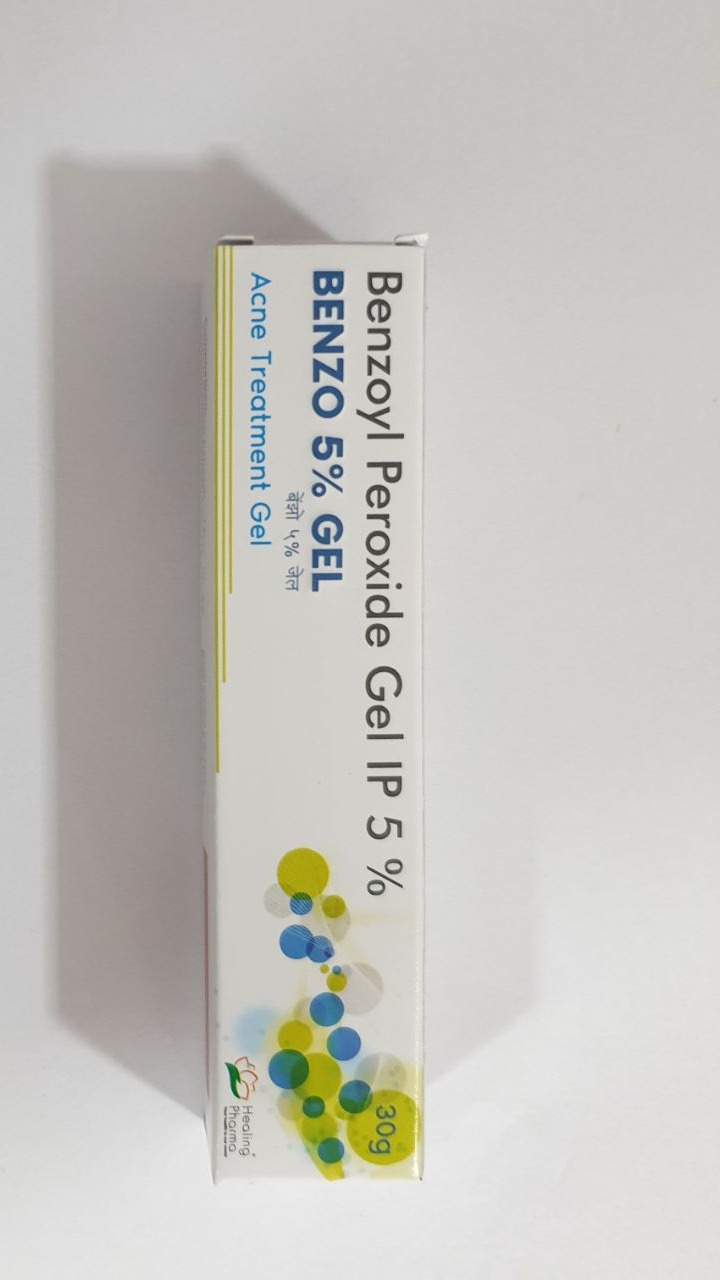 Benzoyl Peroxide Gel IP 5 %
BENZO 5% GEL
बेंझो ५% जेल
Acne Treatment Gel
30g
Healing
Pharma